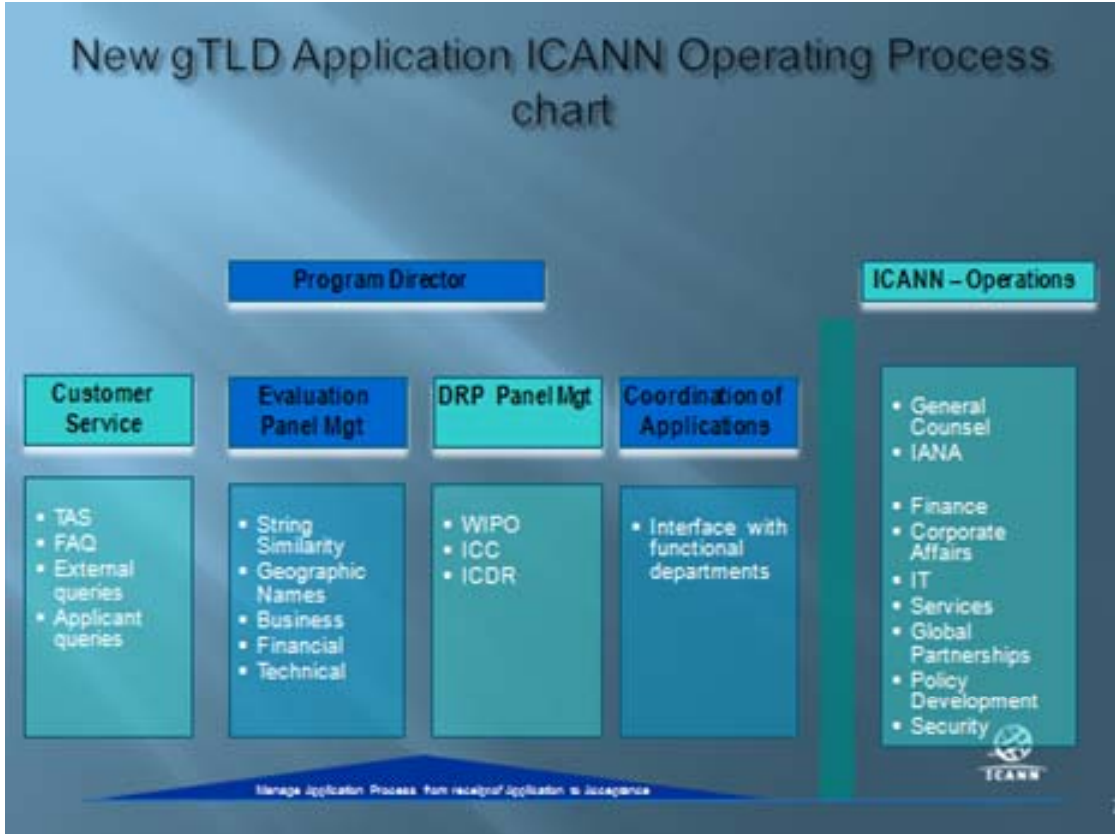 New gTLD Application ICANN Operating Process
chart
Program Director
ICANN – Operations
Customer
Service
Evaluation
Panel Mgt
DRP Panel Mgt
Coordination of
Applications
• TAS
• FAQ
• External
queries
• Applicant
queries
• String
Similarity
• Geographic
Names
• Business
• Financial
• Technical
• WIPO
• ICC
• ICDR
• Interface with
functional
departments
• General
Counsel
• IANA
• Finance
• Corporate
Affairs
• IT
• Services
• Global
Partnerships
• Policy
Development
• Security
ICANN
Manage Application Process from receipt of Application to Acceptance